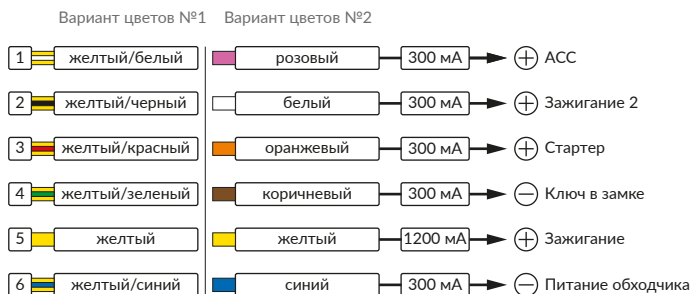 Вариант цветов №1 Вариант цветов №2
1 желтый/белый розовый 300 мА + ACC
2 желтый/черный белый 300 мА + Зажигание 2
3 желтый/красный оранжевый 300 мА + Стартер
4 желтый/зеленый коричневый 300 мА − Ключ в замке
5 желтый желтый 1200 мА + Зажигание
6 желтый/синий синий 300 мА − Питание обходчика